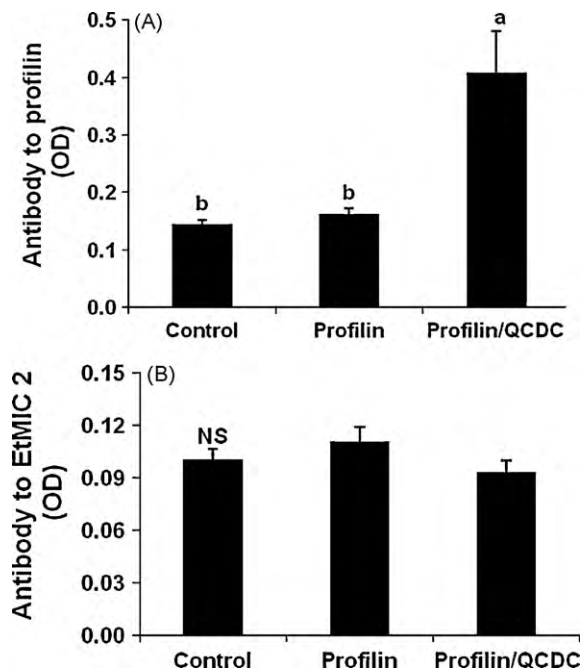 (A)
Antibody to profilin
(OD)
0.5
0.4
0.3
0.2
0.1
0.0
b
b
a
Control Profilin Profilin/QCDC
(B)
Antibody to EtMIC 2
(OD)
0.15
0.12
0.09
0.06
0.03
0.00
NS
Control Profilin Profilin/QCDC